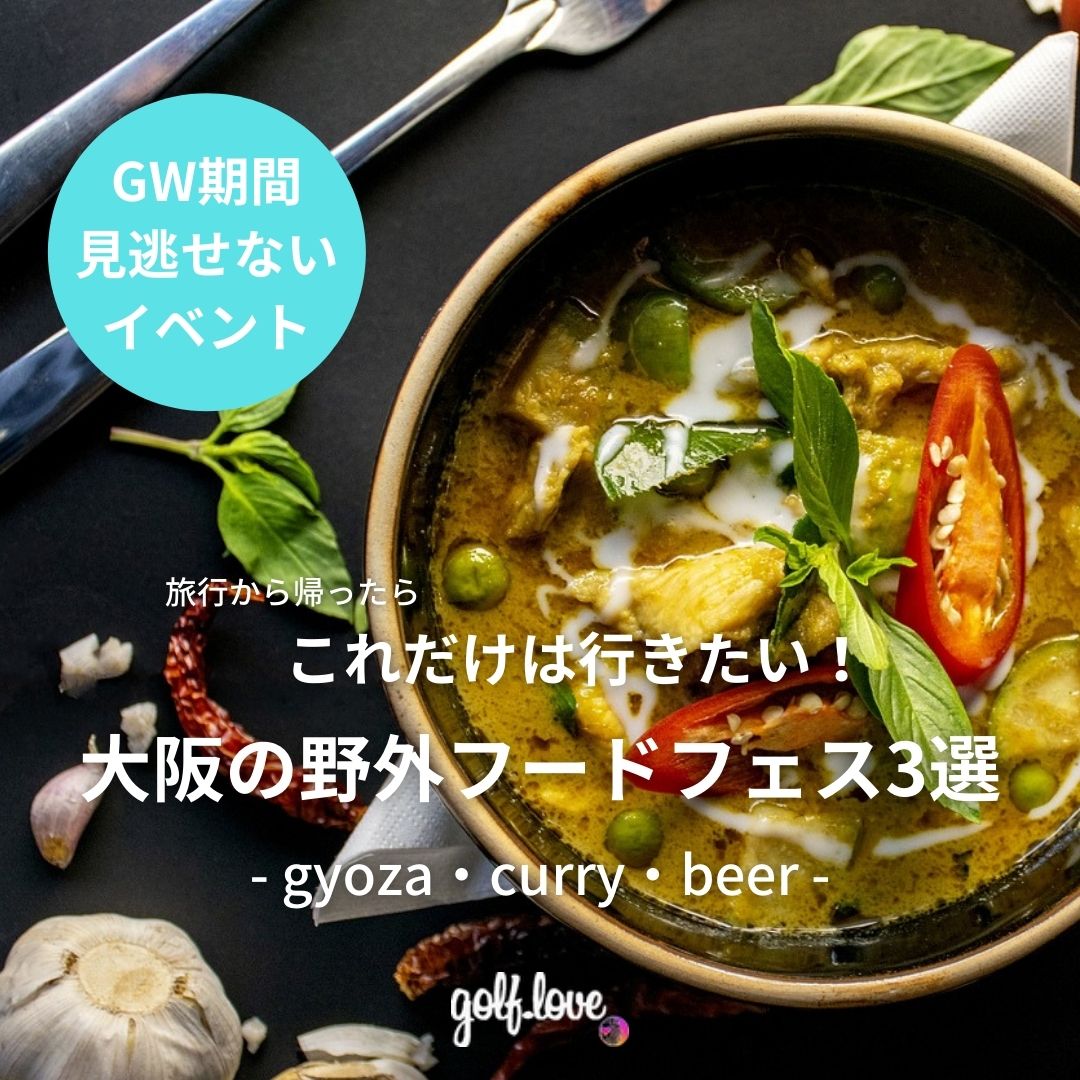 GW期間
見逃せない
イベント
旅行から帰ったら
これだけは行きたい！
大阪の野外フードフェス3選
- gyoza・curry・beer -
golf.love